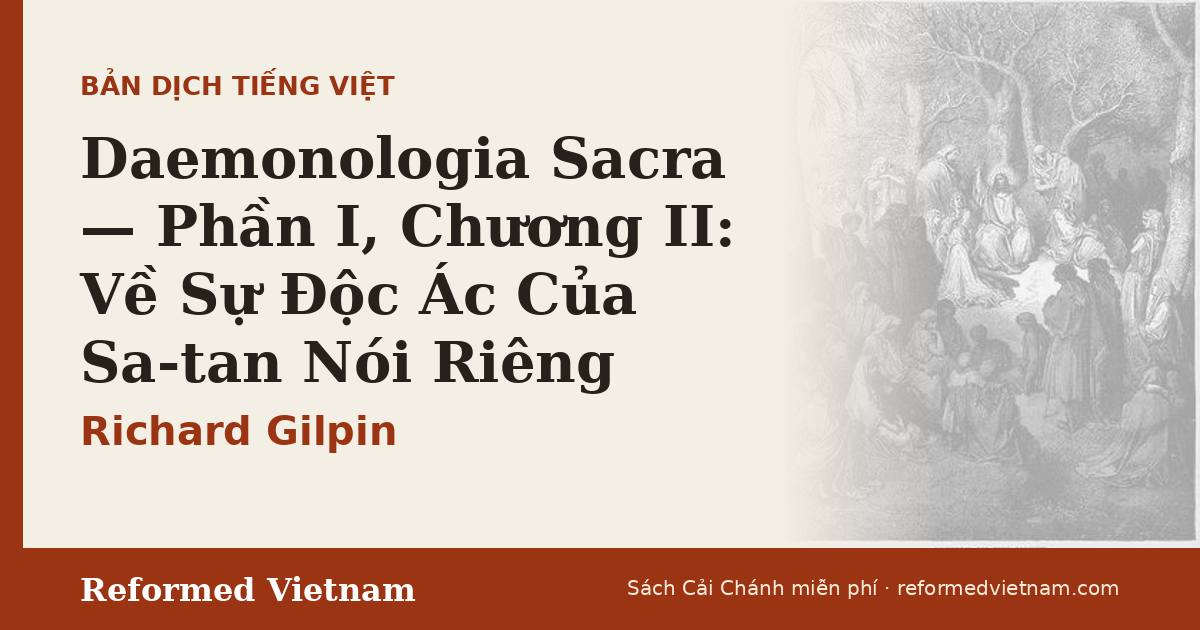 BẢN DỊCH TIẾNG VIỆT
Daemonologia Sacra
— Phần I, Chương II:
Về Sự Độc Ác Của
Sa-tan Nói Riêng
Richard Gilpin
Reformed Vietnam
Sách Cải Chánh miễn phí · reformedvietnam.com